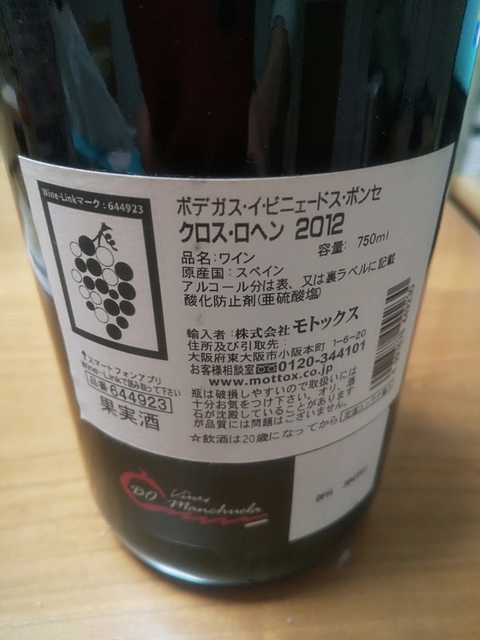 Wine-Linkマーク:644923
ボデガス・イ・ビニェードス・ポンセ
クロス・ロヘン 2012
容量: 750ml
品名:ワイン
原産国:スペイン
アルコール分は表、又は裏ラベルに記載
酸化防止剤(亜硫酸塩)
輸入者:株式会社 モトックス
住所及び引取先:
大阪府東大阪市小阪本町 1-6-20
お客様相談室 0120-344101
www.mottox.co.jp
瓶は破損しやすいので取扱いには
十分お気をつけ下さい。オリ、酒
石が沈殿していることがあります
が品質には問題はございません。
☆飲酒は20歳になってから
スマートフォンアプリ
Wine-Linkで読み取って下さい
品番 644923
果実酒
DO
Vinos
Manchuela